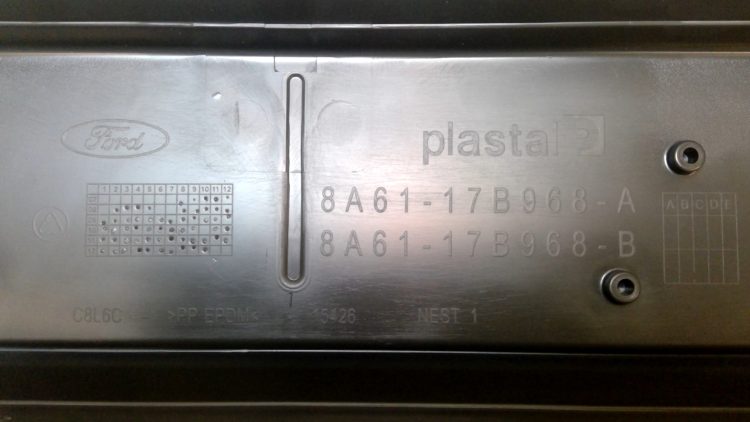 Ford
plastal P
1 2 3 4 5 6 7 8 9 10 11 12
8A61-17B968-A
A B C D E
8A61-17B968-B
C8L6C
>PP EPDM<
15426
NEST 1